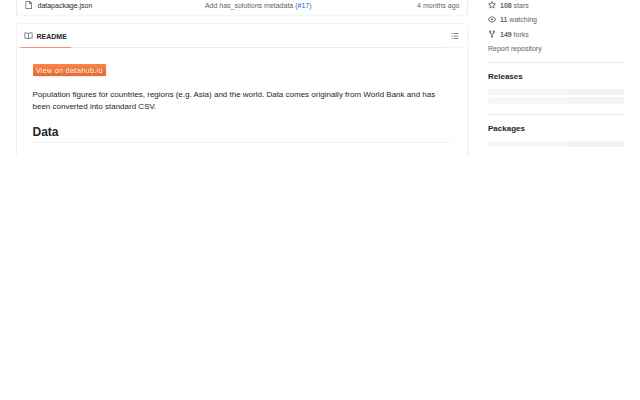 datapackage.json Add has_solutions metadata (#17) 4 months ago
README
View on datahub.io
Population figures for countries, regions (e.g. Asia) and the world. Data comes originally from World Bank and has
been converted into standard CSV.
Data
108 stars
11 watching
149 forks
Report repository
Releases
Packages